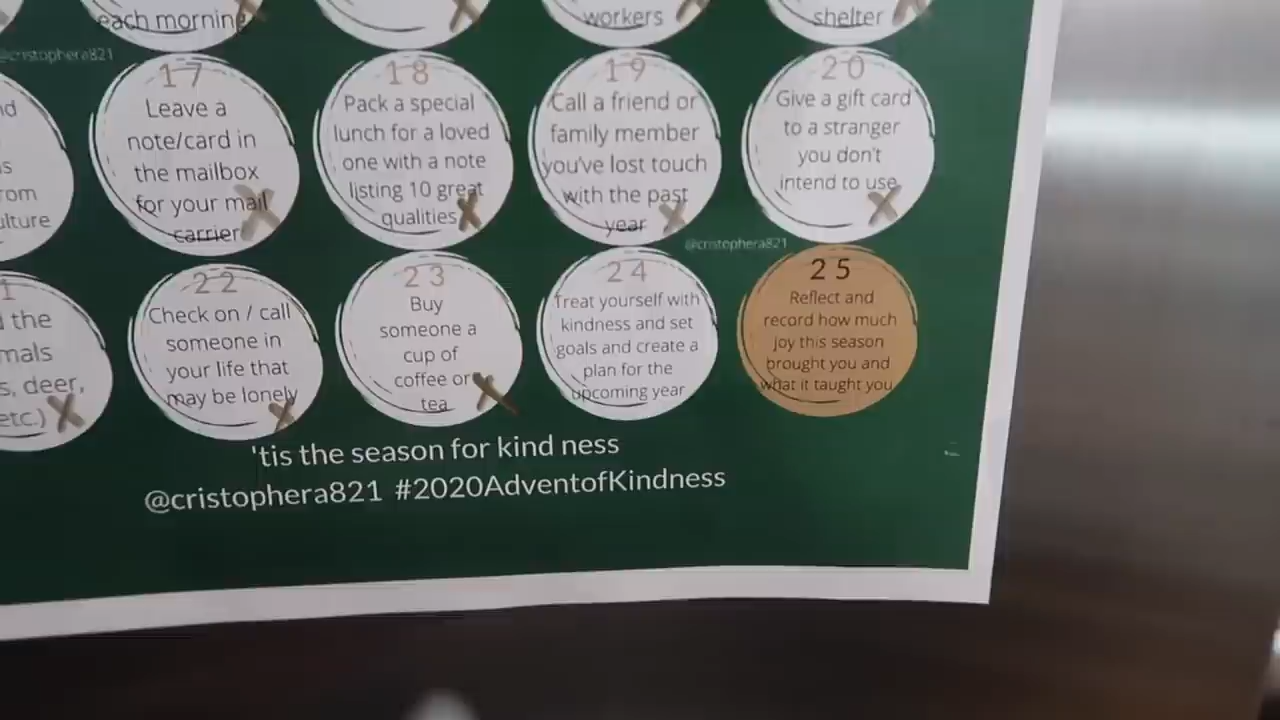 each morning
workers
shelter
@cristophera821
17
Leave a
note/card in
the mailbox
for your mail
carrier
18
Pack a special
lunch for a loved
one with a note
listing 10 great
qualities
19
Call a friend or
family member
you've lost touch
with the past
year
20
Give a gift card
to a stranger
you don't
intend to use
@cristophera821
the
s, deer,
etc.)
22
Check on / call
someone in
your life that
may be lonely
23
Buy
someone a
cup of
coffee or
tea
24
Treat yourself with
kindness and set
goals and create a
plan for the
upcoming year
25
Reflect and
record how much
joy this season
brought you and
what it taught you
'tis the season for kind ness
@cristophera821 #2020AdventofKindness